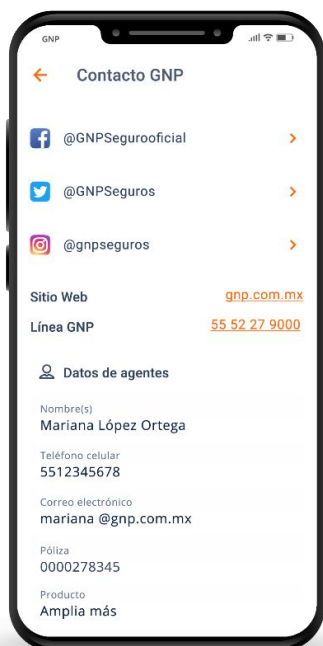 GNP
Contacto GNP
@GNPSegurooficial
@GNPSeguros
@gnpseguros
Sitio Web gnp.com.mx
Línea GNP 55 52 27 9000
Datos de agentes
Nombre(s)
Mariana López Ortega
Teléfono celular
5512345678
Correo electrónico
mariana @gnp.com.mx
Póliza
0000278345
Producto
Amplia más